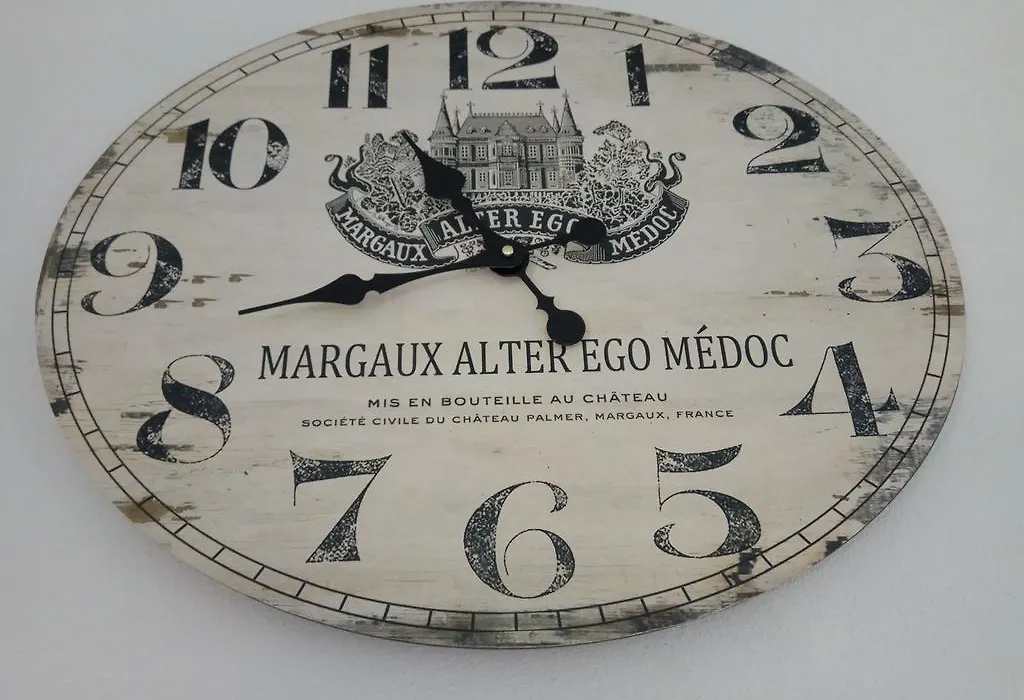 11 12 1
10 2
MARGAUX ALTER EGO MÉDOC
9 3
MARGAUX ALTER EGO MÉDOC
8 4
MIS EN BOUTEILLE AU CHÂTEAU
SOCIÉTÉ CIVILE DU CHÂTEAU PALMER, MARGAUX, FRANCE
7 6 5